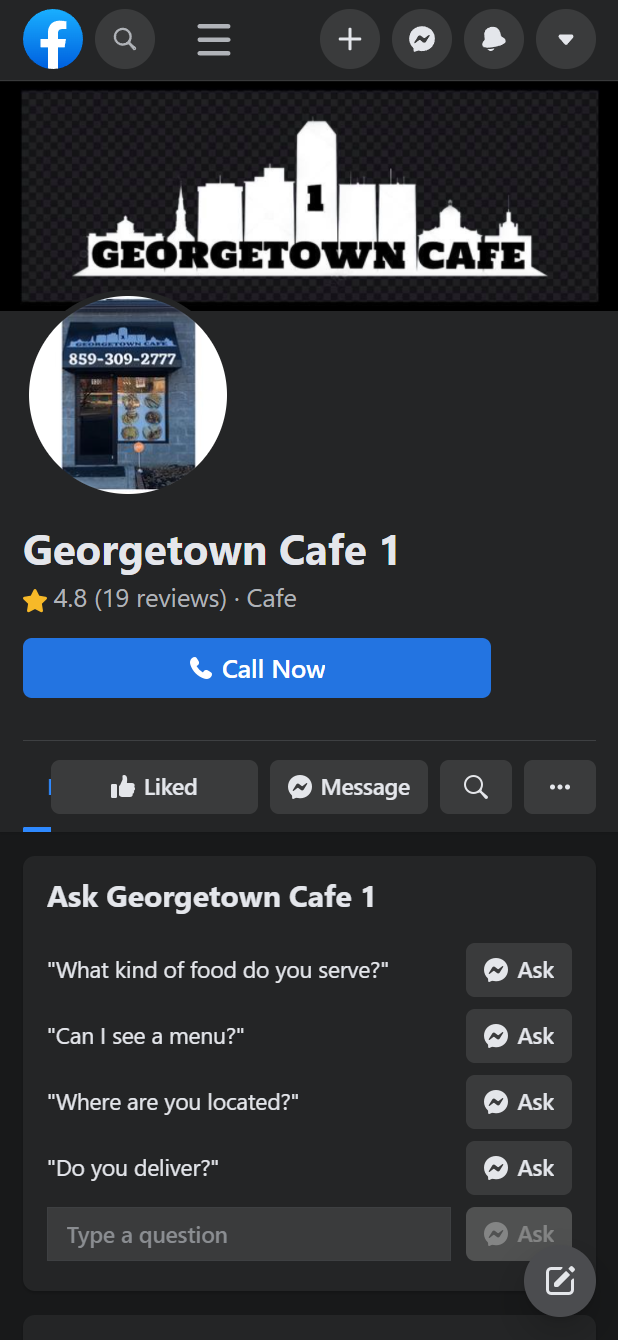 1
GEORGETOWN CAFE
GEORGETOWN CAFE
859-309-2777
Georgetown Cafe 1
4.8 (19 reviews) · Cafe
Call Now
Liked
Message
Ask Georgetown Cafe 1
"What kind of food do you serve?"
Ask
"Can I see a menu?"
Ask
"Where are you located?"
Ask
"Do you deliver?"
Ask
Type a question
Ask